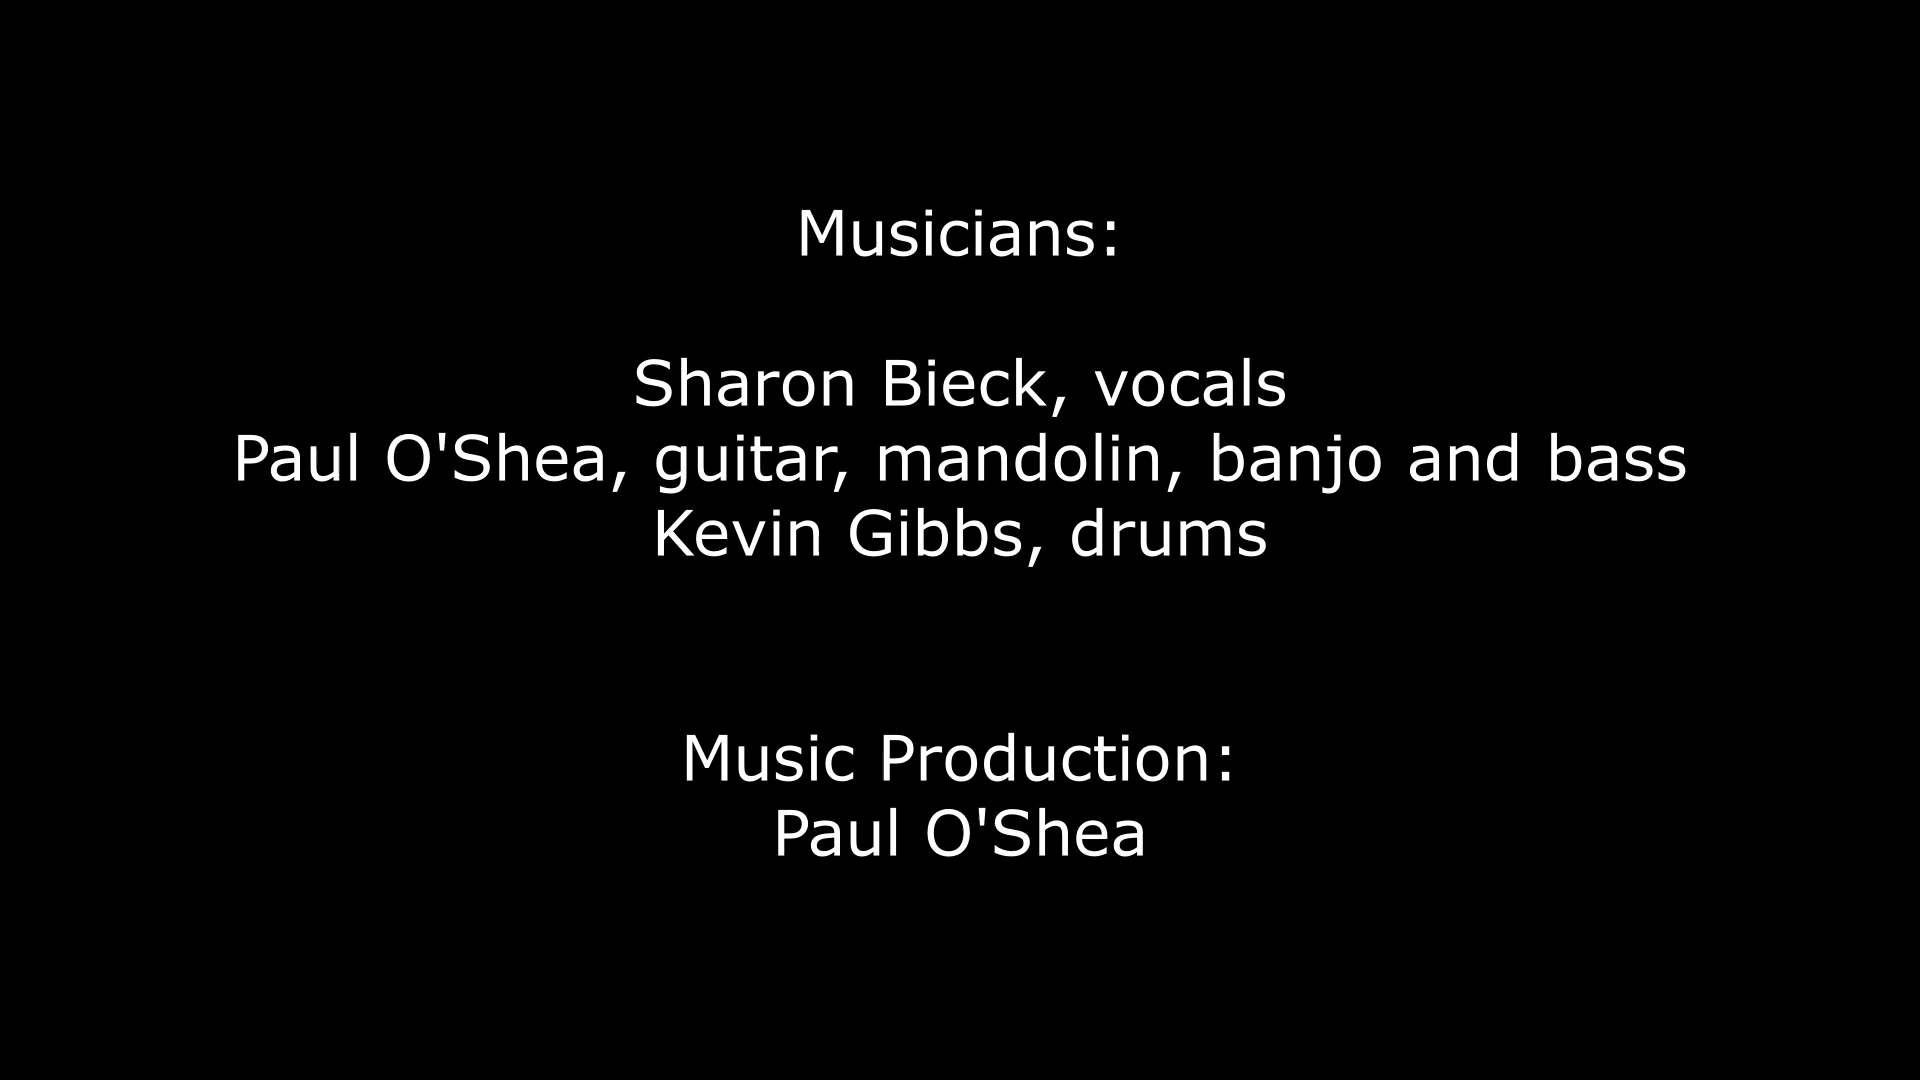 Musicians:
Sharon Bieck, vocals
Paul O'Shea, guitar, mandolin, banjo and bass
Kevin Gibbs, drums
Music Production:
Paul O'Shea